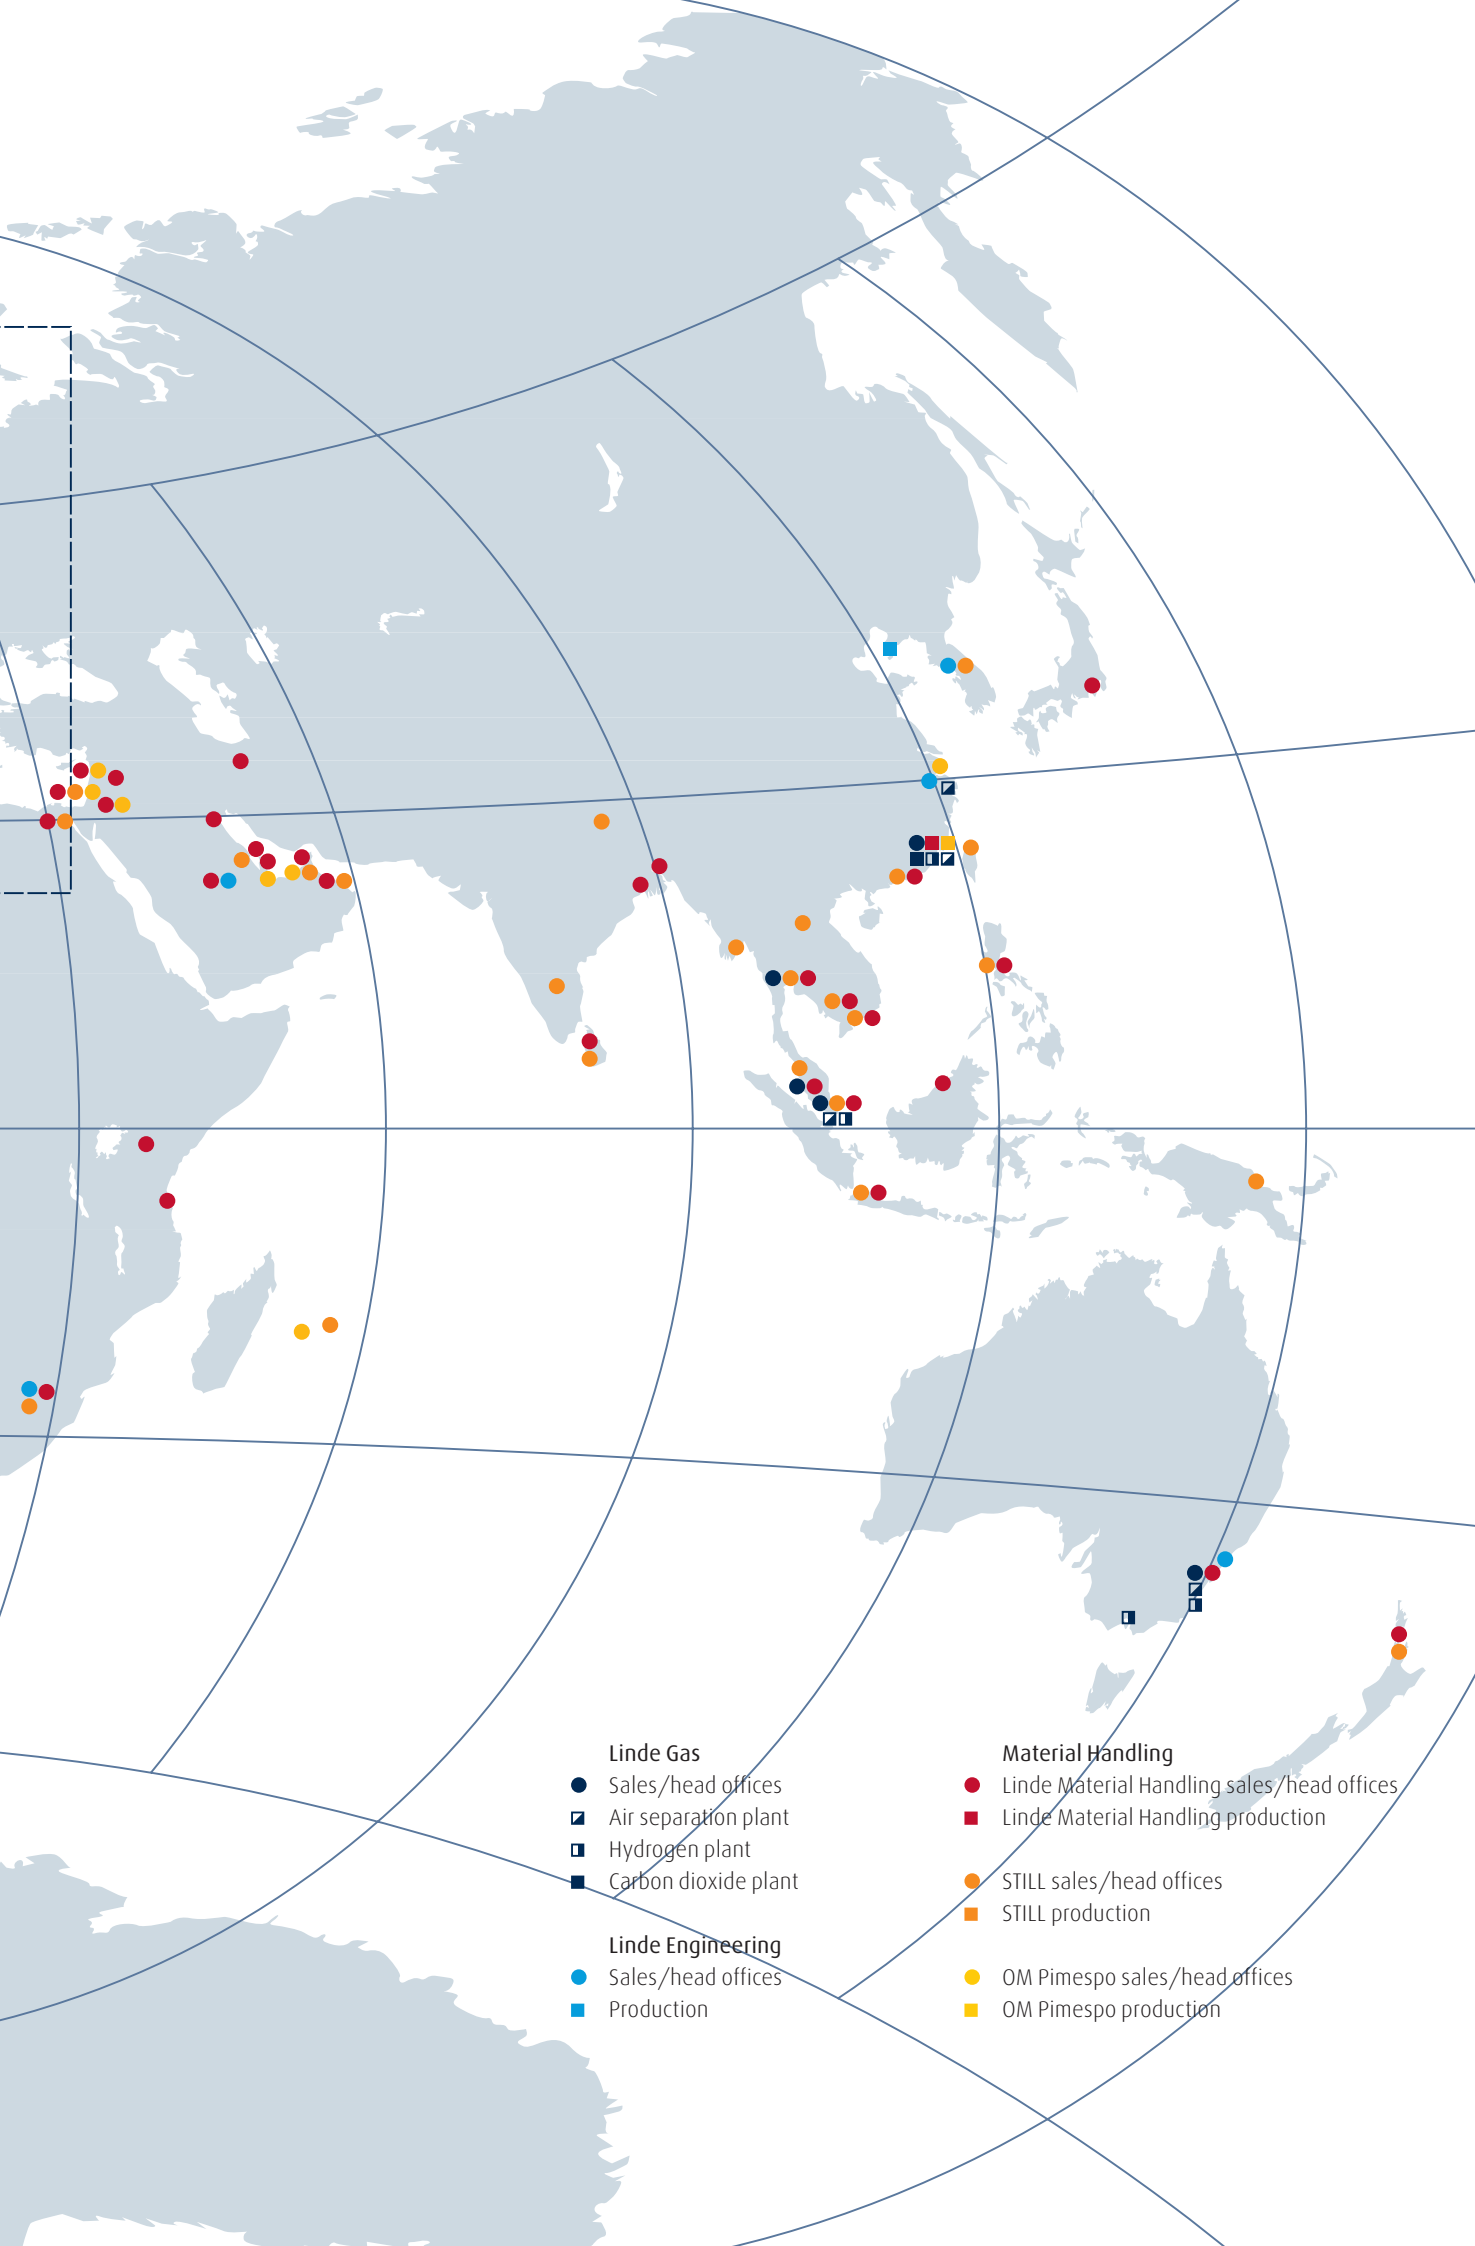 Linde Gas
Sales/head offices
Air separation plant
Hydrogen plant
Carbon dioxide plant
Linde Engineering
Sales/head offices
Production
Material Handling
Linde Material Handling sales/head offices
Linde Material Handling production
STILL sales/head offices
STILL production
OM Pimespo sales/head offices
OM Pimespo production